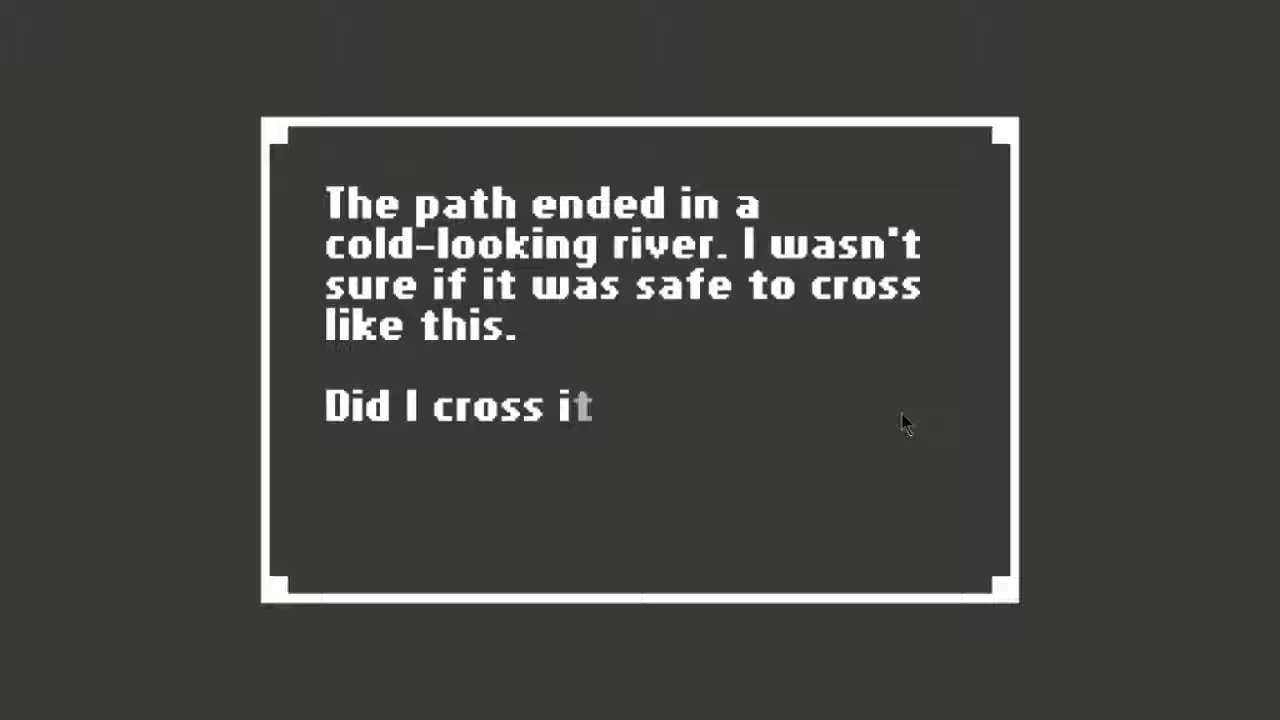 The path ended in a
cold-looking river. I wasn't
sure if it was safe to cross
like this.
Did I cross it